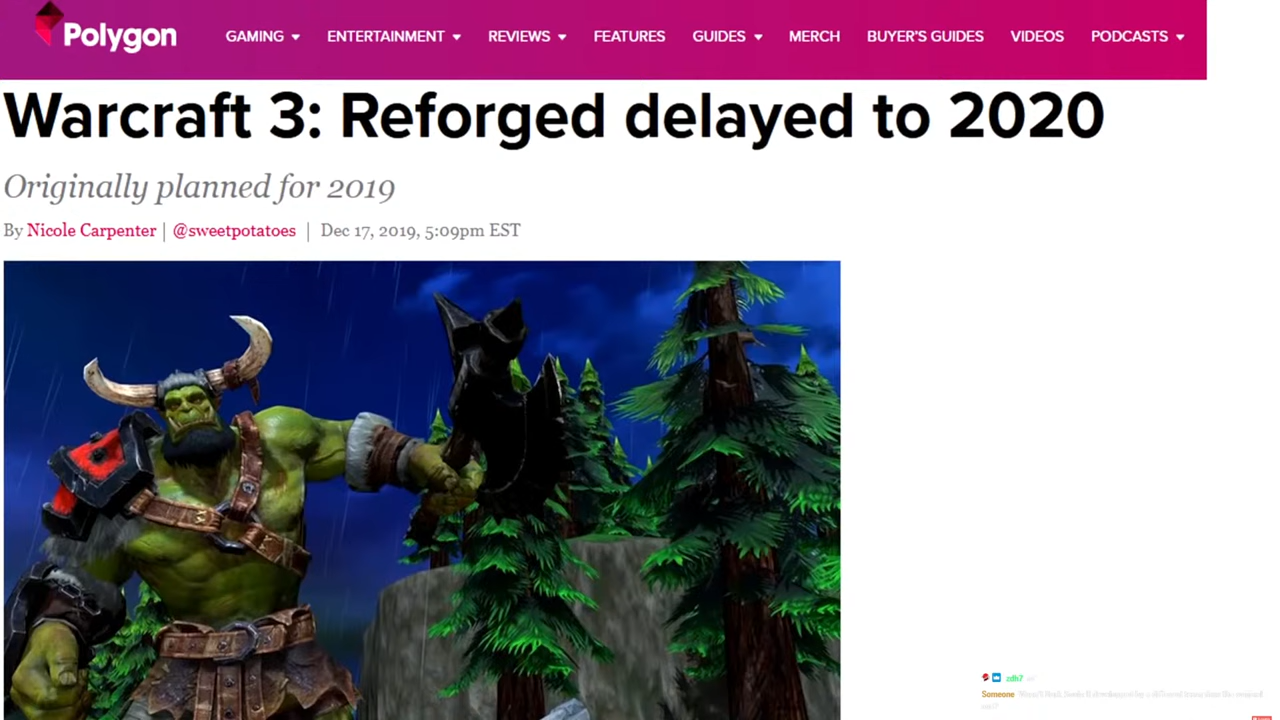 Polygon
GAMING ENTERTAINMENT REVIEWS FEATURES GUIDES MERCH BUYER'S GUIDES VIDEOS PODCASTS
Warcraft 3: Reforged delayed to 2020
Originally planned for 2019
By Nicole Carpenter | @sweetpotatoes | Dec 17, 2019, 5:09pm EST
zdh7
Someone